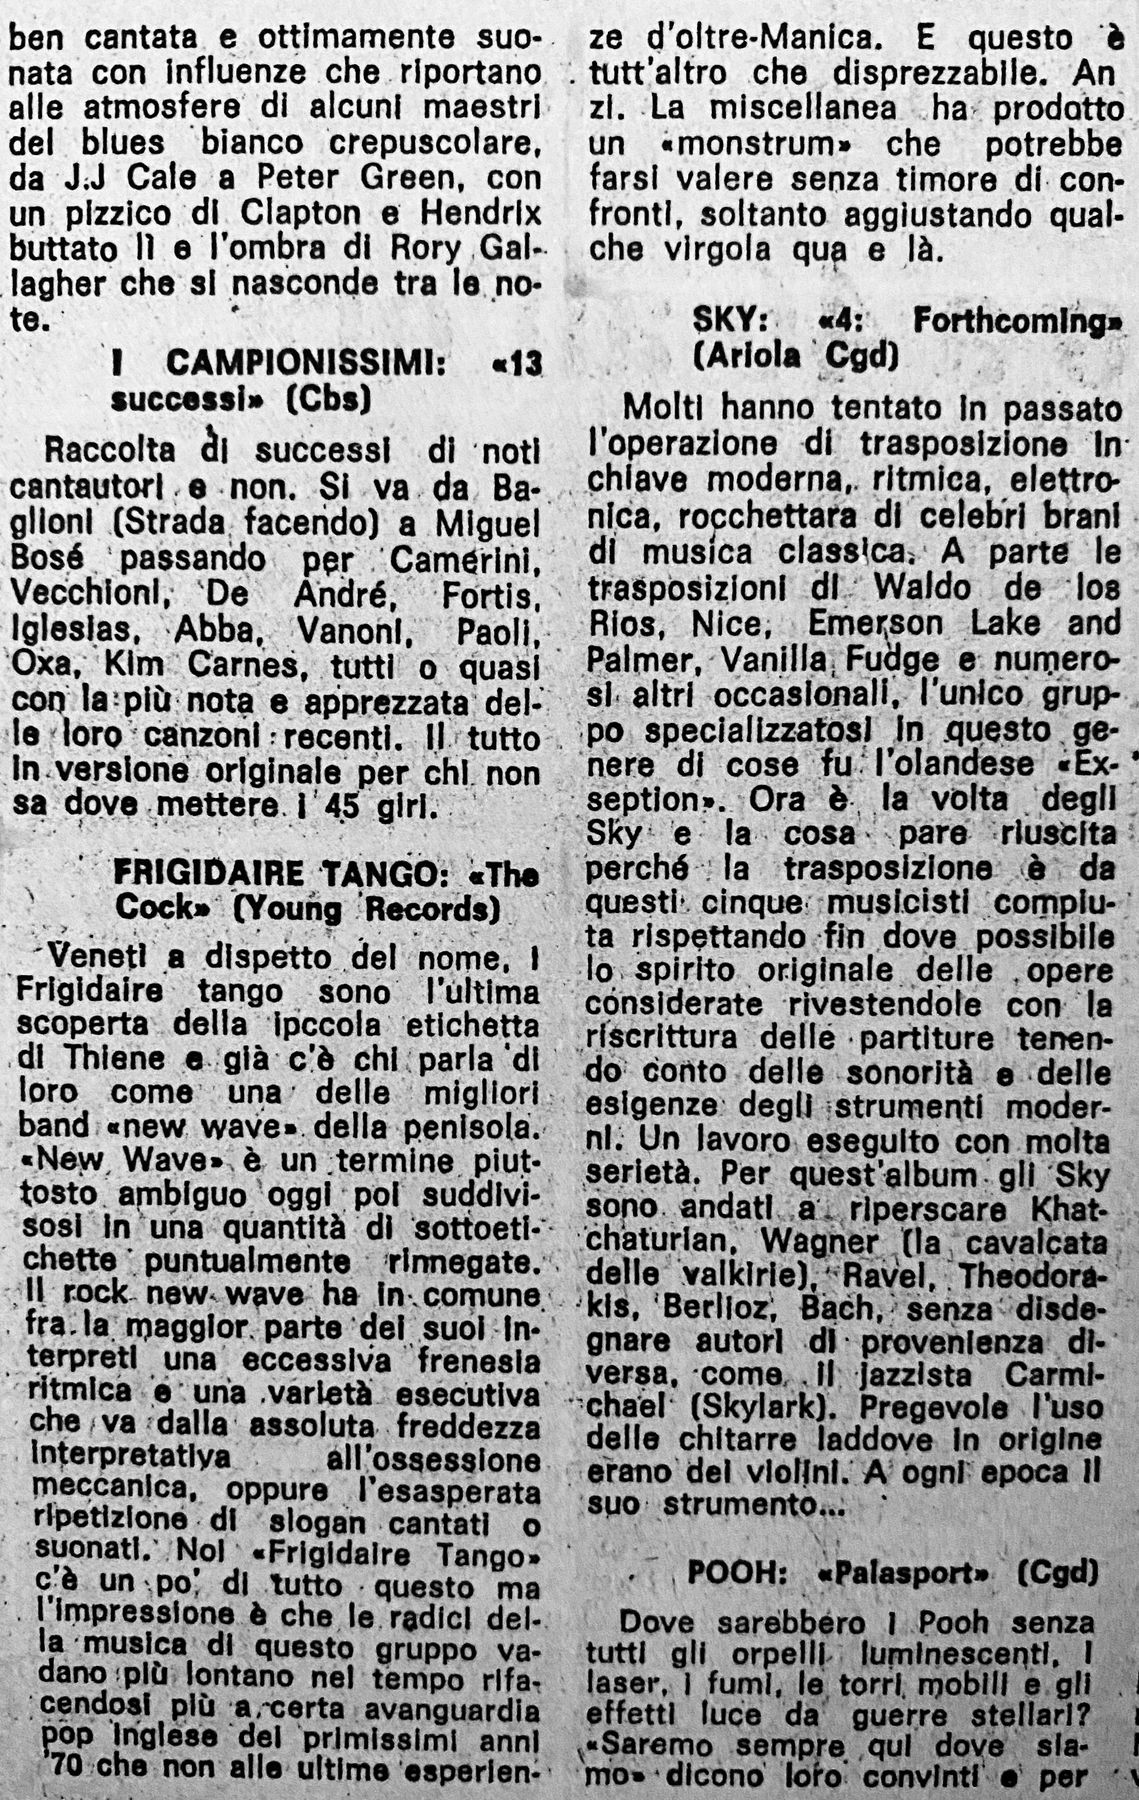 ben cantata e ottimamente suo-
nata con influenze che riportano
alle atmosfere di alcuni maestri
del blues bianco crepuscolare,
da J.J Cale a Peter Green, con
un pizzico di Clapton e Hendrix
buttato lì e l'ombra di Rory Gal-
lagher che si nasconde tra le no-
te.
I CAMPIONISSIMI: «13
successi» (Cbs)
Raccolta di successi di noti
cantautori e non. Si va da Ba-
glioni (Strada facendo) a Miguel
Bosé passando per Camerini,
Vecchioni, De André, Fortis,
Iglesias, Abba, Vanoni, Paoli,
Oxa, Kim Carnes, tutti o quasi
con la più nota e apprezzata del-
le loro canzoni recenti. Il tutto
in versione originale per chi non
sa dove mettere i 45 giri.
FRIGIDAIRE TANGO: «The
Cock» (Young Records)
Veneti a dispetto del nome, i
Frigidaire tango sono l'ultima
scoperta della ipccola etichetta
di Thiene e già c'è chi parla di
loro come una delle migliori
band «new wave» della penisola.
«New Wave» è un termine piut-
tosto ambiguo oggi poi suddivi-
sosi in una quantità di sottoeti-
chette puntualmente rinnegate.
Il rock new wave ha in comune
fra la maggior parte dei suoi in-
terpreti una eccessiva frenesia
ritmica e una varietà esecutiva
che va dalla assoluta freddezza
interpretativa all'ossessione
meccanica, oppure l'esasperata
ripetizione di slogan cantati o
suonati. Noi «Frigidaire Tango»
c'è un po' di tutto questo ma
l'impressione è che le radici del-
la musica di questo gruppo va-
dano più lontano nel tempo rifa-
cendosi più a certa avanguardia
pop inglese dei primissimi anni
'70 che non alle ultime esperien-
ze d'oltre-Manica. E questo è
tutt'altro che disprezzabile. An
zi. La miscellanea ha prodotto
un «monstrum» che potrebbe
farsi valere senza timore di con-
fronti, soltanto aggiustando qual-
che virgola qua e là.
SKY: «4: Forthcoming»
(Ariola Cgd)
Molti hanno tentato in passato
l'operazione di trasposizione in
chiave moderna, ritmica, elettro-
nica, rocchettara di celebri brani
di musica classica. A parte le
trasposizioni di Waldo de los
Rios, Nice, Emerson Lake and
Palmer, Vanilla Fudge e numero-
si altri occasionali, l'unico grup-
po specializzatosi in questo ge-
nere di cose fu l'olandese «Ex-
seption». Ora è la volta degli
Sky e la cosa pare riuscita
perché la trasposizione è da
questi cinque musicisti compiu-
ta rispettando fin dove possibile
lo spirito originale delle opere
considerate rivestendole con la
riscrittura delle partiture tenen-
do conto delle sonorità e delle
esigenze degli strumenti moder-
ni. Un lavoro eseguito con molta
serietà. Per quest'album gli Sky
sono andati a riperscare Khat-
chaturian, Wagner (la cavalcata
delle valkirie), Ravel, Theodora-
kis, Berlioz, Bach, senza disde-
gnare autori di provenienza di-
versa, come il jazzista Carmi-
chael (Skylark). Pregevole l'uso
delle chitarre laddove in origine
erano dei violini. A ogni epoca il
suo strumento...
POOH: «Palasport» (Cgd)
Dove sarebbero i Pooh senza
tutti gli orpelli luminescenti, i
laser, i fumi, le torri mobili e gli
effetti luce da guerre stellari?
«Saremo sempre qui dove sia-
mo» dicono loro convinti e per